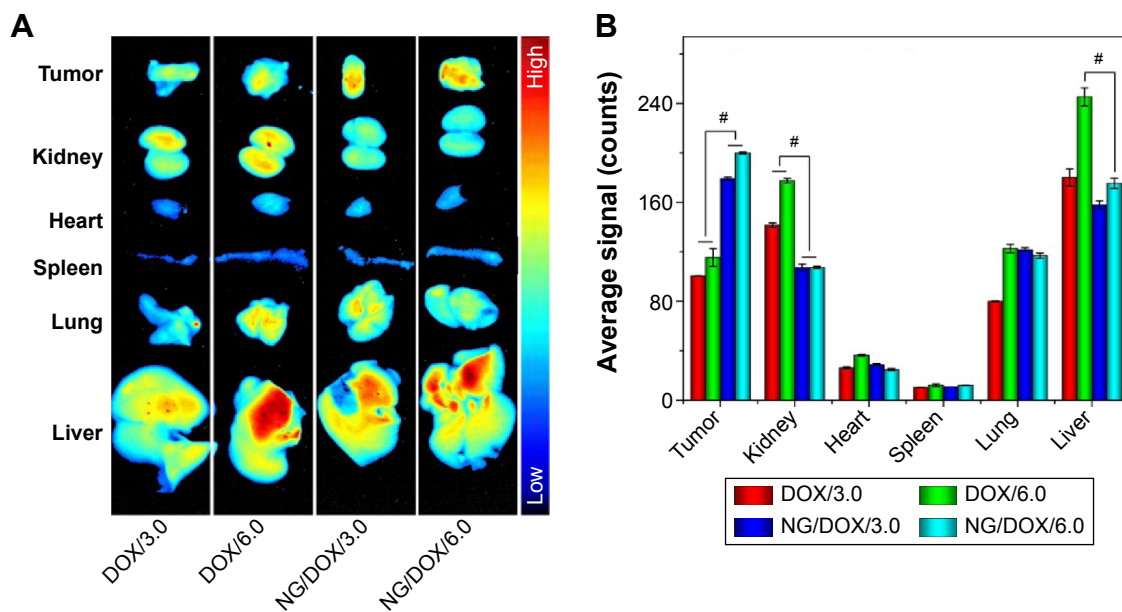 A
Tumor
Kidney
Heart
Spleen
Lung
Liver
High
Low
DOX/3.0
DOX/6.0
NG/DOX/3.0
NG/DOX/6.0
B
Average signal (counts)
240
160
80
0
#
#
#
Tumor
Kidney
Heart
Spleen
Lung
Liver
DOX/3.0
DOX/6.0
NG/DOX/3.0
NG/DOX/6.0